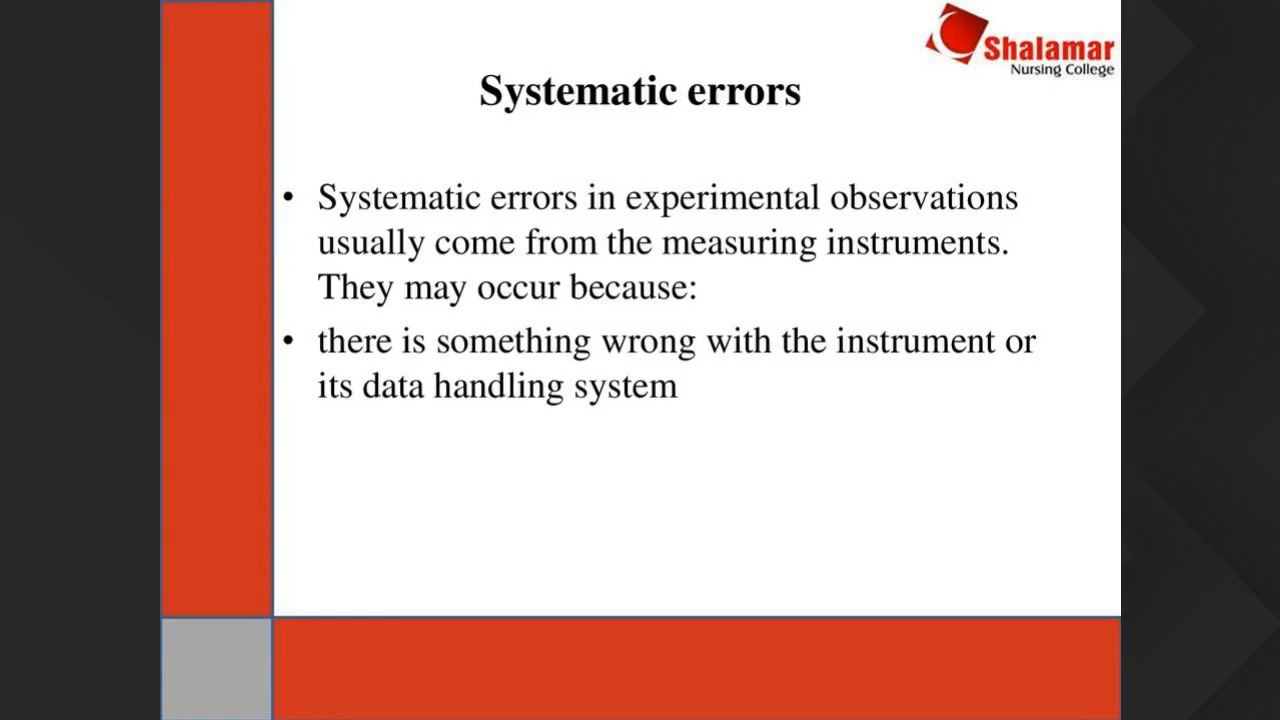 Shalamar
Nursing College
Systematic errors
• Systematic errors in experimental observations
usually come from the measuring instruments.
They may occur because:
• there is something wrong with the instrument or
its data handling system